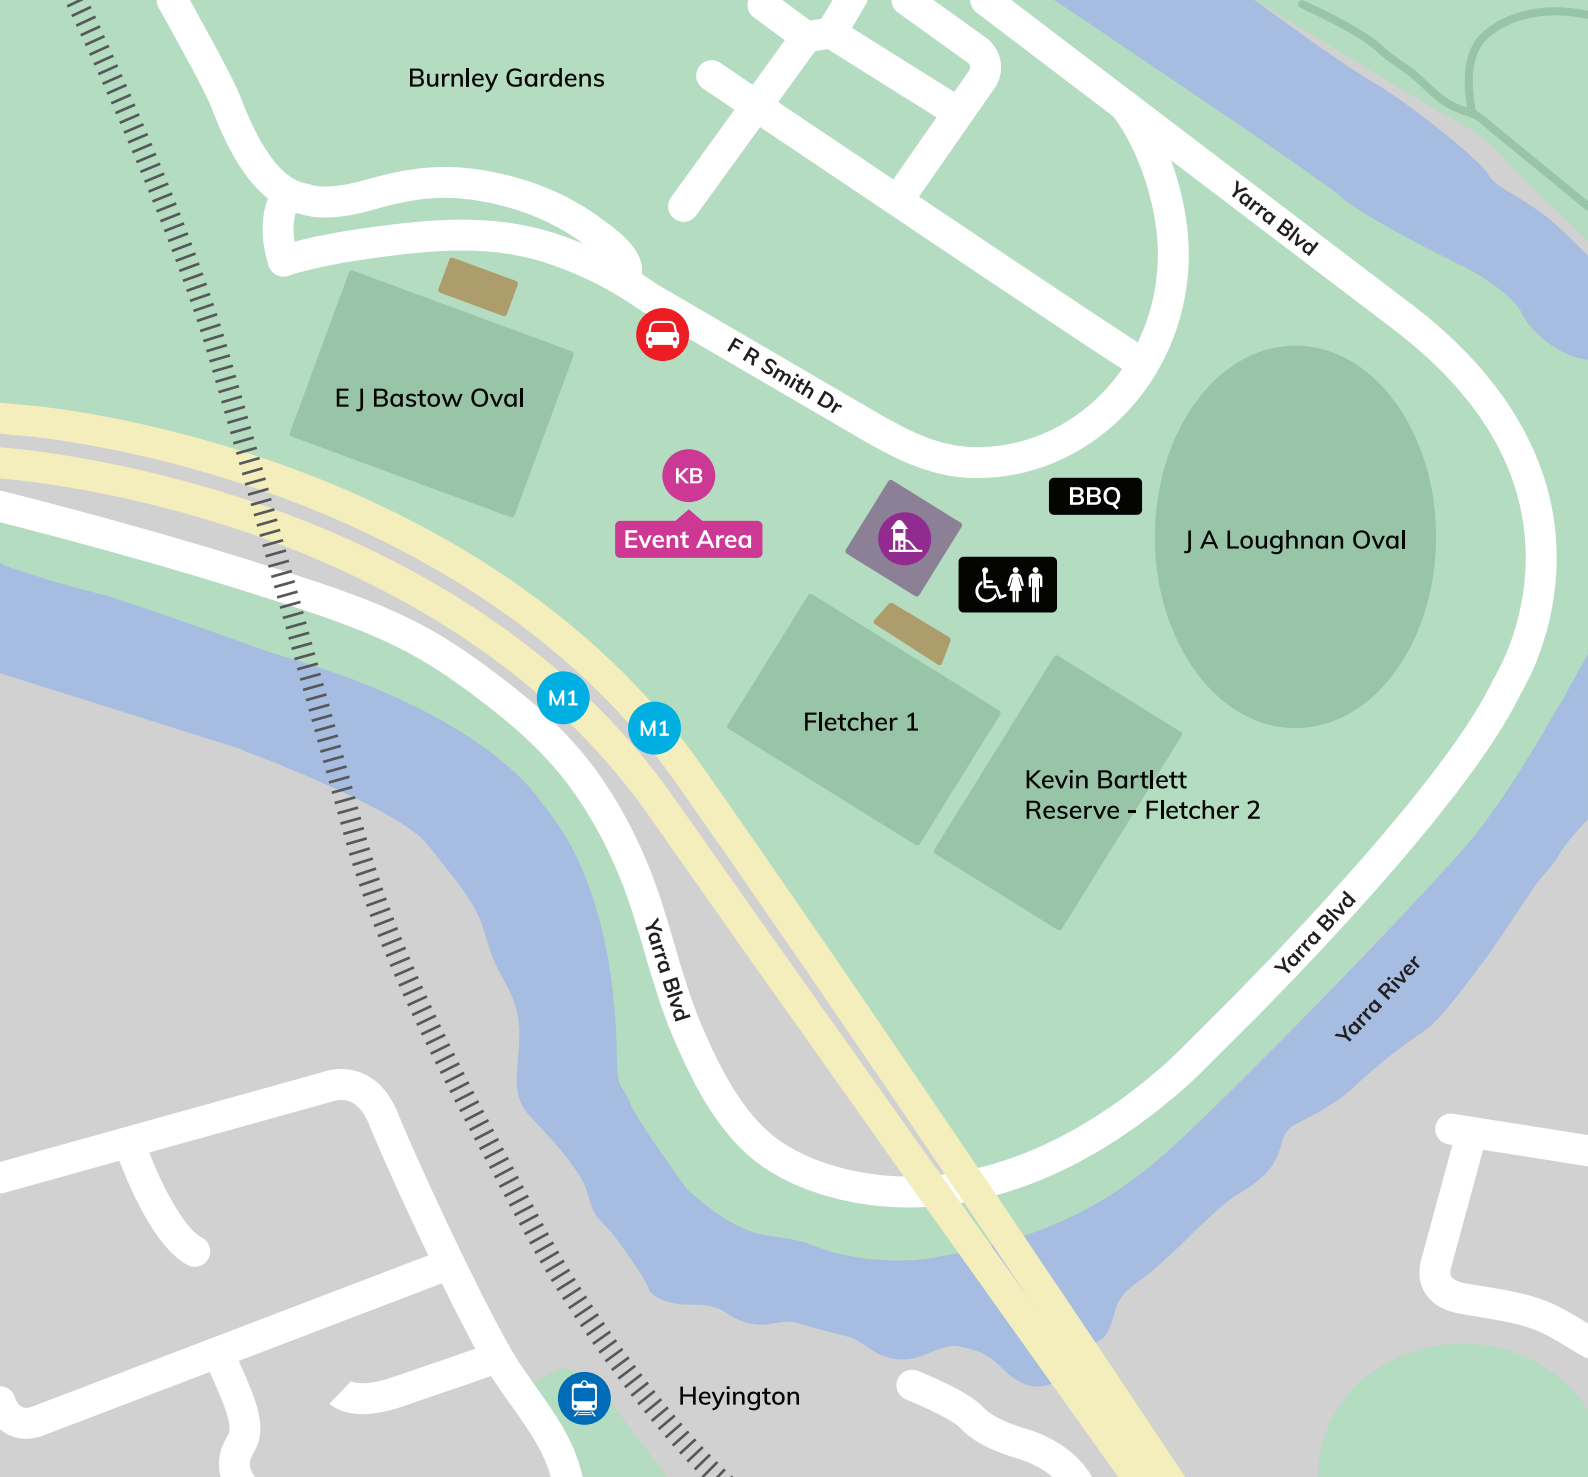 Burnley Gardens
Yarra Blvd
F R Smith Dr
E J Bastow Oval
KB
Event Area
BBQ
J A Loughnan Oval
M1
M1
Fletcher 1
Kevin Bartlett
Reserve - Fletcher 2
Yarra Blvd
Yarra Blvd
Yarra River
Heyington